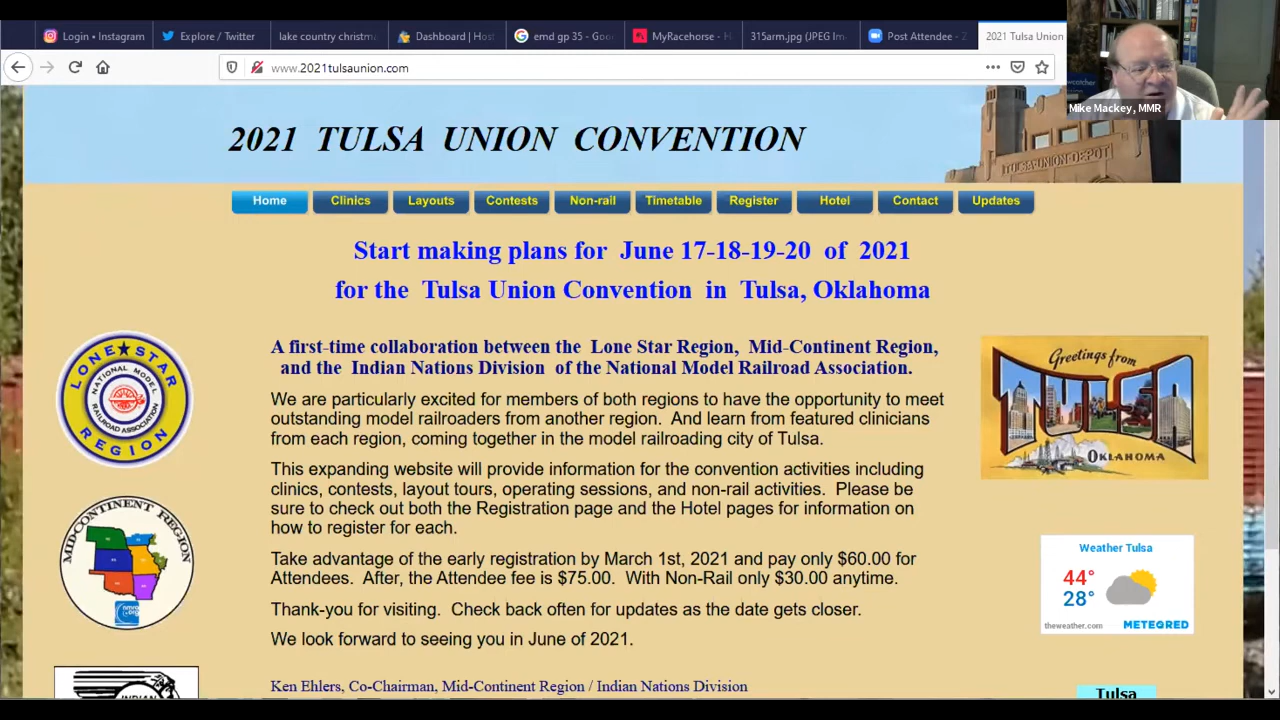 Login • Instagram
Explore / Twitter
lake country christma
Dashboard | Host
emd gp 35 - Goo
MyRacehorse - H
315arm.jpg (JPEG Im
Post Attendee - Z
2021 Tulsa Union
www.2021tulsaunion.com
Mike Mackey, MMR
2021 TULSA UNION CONVENTION
TULSA UNION DEPOT
Home
Clinics
Layouts
Contests
Non-rail
Timetable
Register
Hotel
Contact
Updates
Start making plans for June 17-18-19-20 of 2021
for the Tulsa Union Convention in Tulsa, Oklahoma
LONE STAR
NATIONAL MODEL
RAILROAD ASSOCIATION
REGION
A first-time collaboration between the Lone Star Region, Mid-Continent Region,
and the Indian Nations Division of the National Model Railroad Association.
We are particularly excited for members of both regions to have the opportunity to meet
outstanding model railroaders from another region. And learn from featured clinicians
from each region, coming together in the model railroading city of Tulsa.
Greetings from
TULSA
OKLAHOMA
This expanding website will provide information for the convention activities including
clinics, contests, layout tours, operating sessions, and non-rail activities. Please be
sure to check out both the Registration page and the Hotel pages for information on
how to register for each.
MIDCONTINENT REGION
nmra.org
Take advantage of the early registration by March 1st, 2021 and pay only $60.00 for
Attendees. After, the Attendee fee is $75.00. With Non-Rail only $30.00 anytime.
Thank-you for visiting. Check back often for updates as the date gets closer.
We look forward to seeing you in June of 2021.
Weather Tulsa
44°
28°
theweather.com METEORED
Ken Ehlers, Co-Chairman, Mid-Continent Region / Indian Nations Division
INDIAN
Tulsa